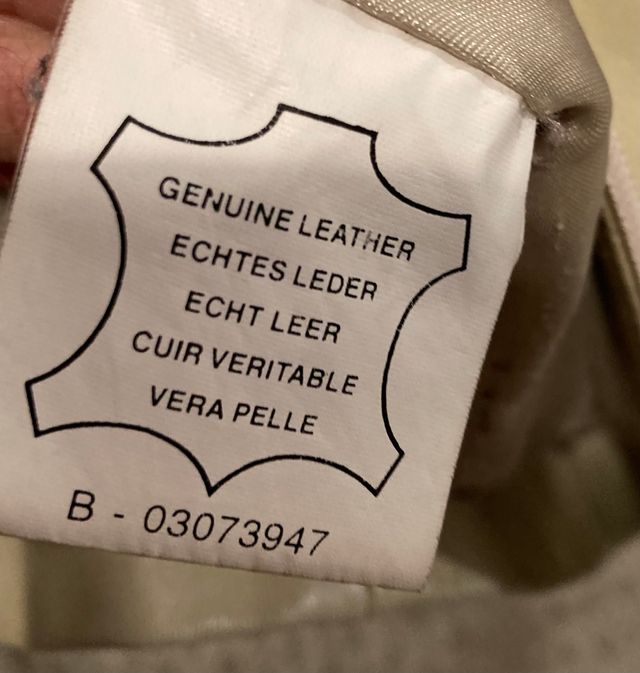 GENUINE LEATHER
ECHTES LEDER
ECHT LEER
CUIR VERITABLE
VERA PELLE
B - 03073947